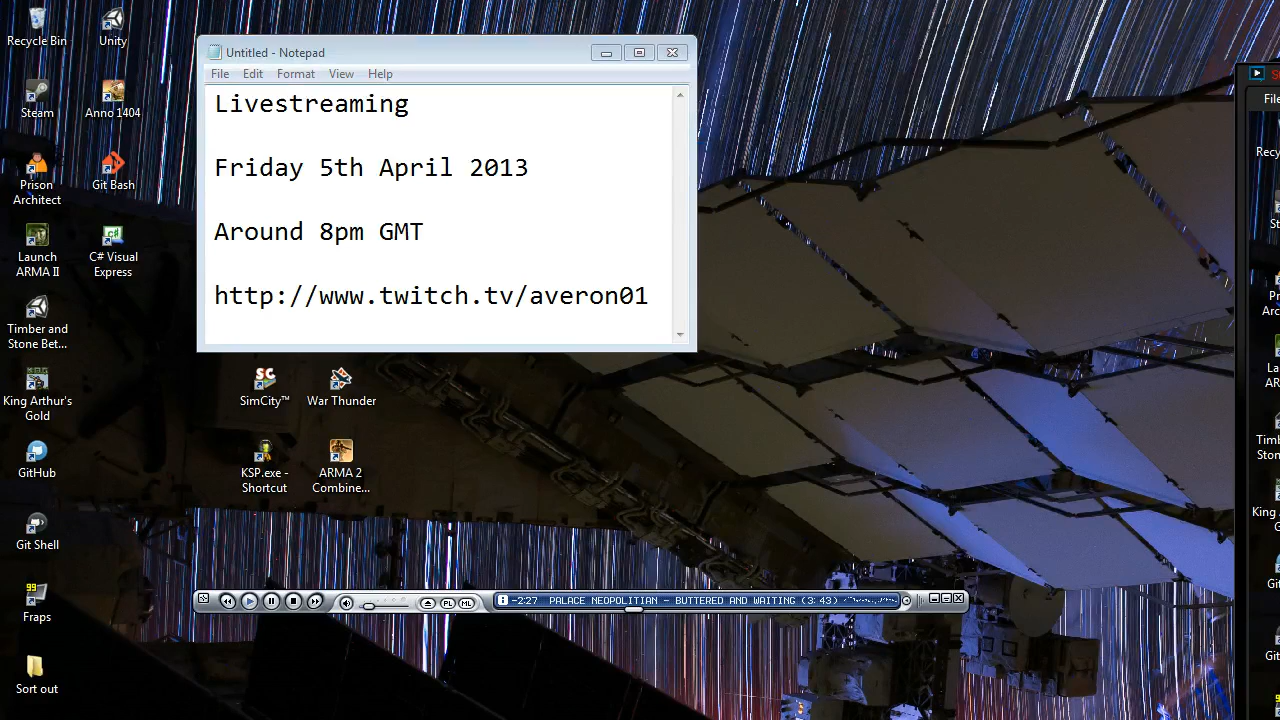 Recycle Bin
Unity
Steam
Anno 1404
Prison
Architect
Git Bash
Launch
ARMA II
C# Visual
Express
Timber and
Stone Bet...
King Arthur's
Gold
GitHub
Git Shell
Fraps
Sort out
Untitled - Notepad
File Edit Format View Help
Livestreaming
Friday 5th April 2013
Around 8pm GMT
http://www.twitch.tv/averon01
SimCity™
War Thunder
KSP.exe -
Shortcut
ARMA 2
Combine...
PL ML
-2:27 PALACE NEOPOLITIAN - BUTTERED AND WAITING (3:43)
File